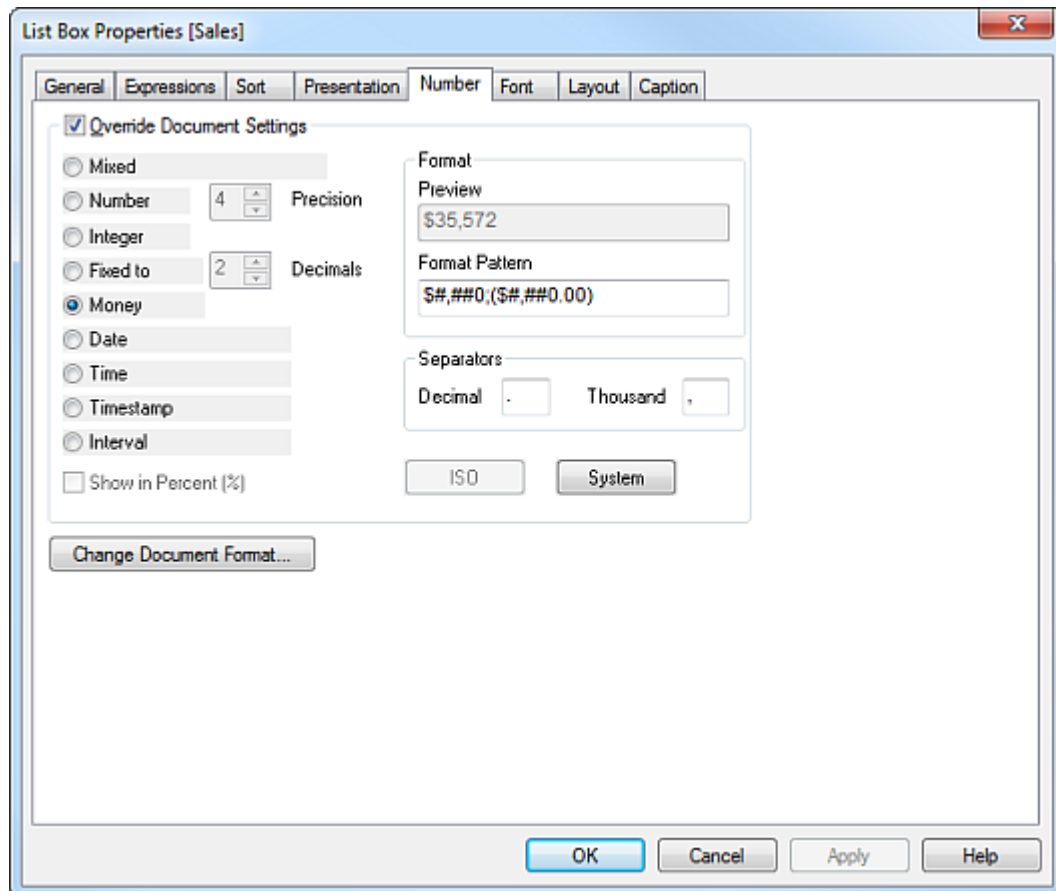 List Box Properties [Sales]
General Expressions Sort Presentation Number Font Layout Caption
Override Document Settings
Mixed
Number 4 Precision
Integer
Fixed to 2 Decimals
Money
Date
Time
Timestamp
Interval
Show in Percent (%)
Format
Preview
$35,572
Format Pattern
$#,##0;($#,##0.00)
Separators
Decimal . Thousand ,
ISO System
Change Document Format...
OK Cancel Apply Help